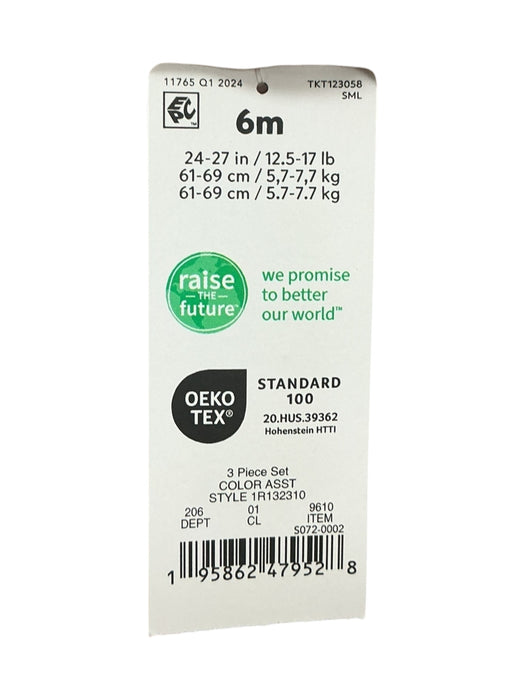 11765 Q1 2024
TKT123058
SML
EPC™
6m
24-27 in / 12.5-17 lb
61-69 cm / 5,7-7,7 kg
61-69 cm / 5.7-7.7 kg
raise
THE
future™
we promise
to better
our world™
OEKO
TEX®
STANDARD
100
20.HUS.39362
Hohenstein HTTI
3 Piece Set
COLOR ASST
STYLE 1R132310
206 01 9610
DEPT CL ITEM
S072-0002
1 95862 47952 8